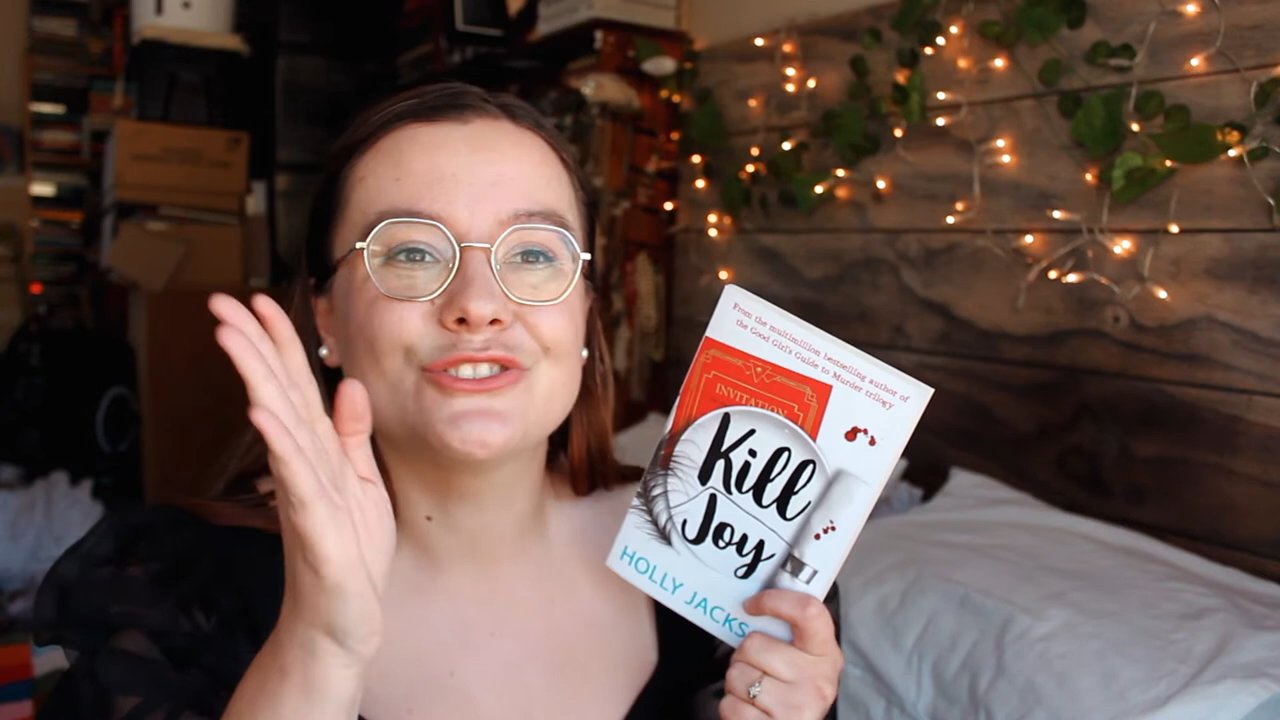 From the multimillion bestselling author of
the Good Girl's Guide to Murder trilogy
INVITATION
Kill
Joy
HOLLY JACKS